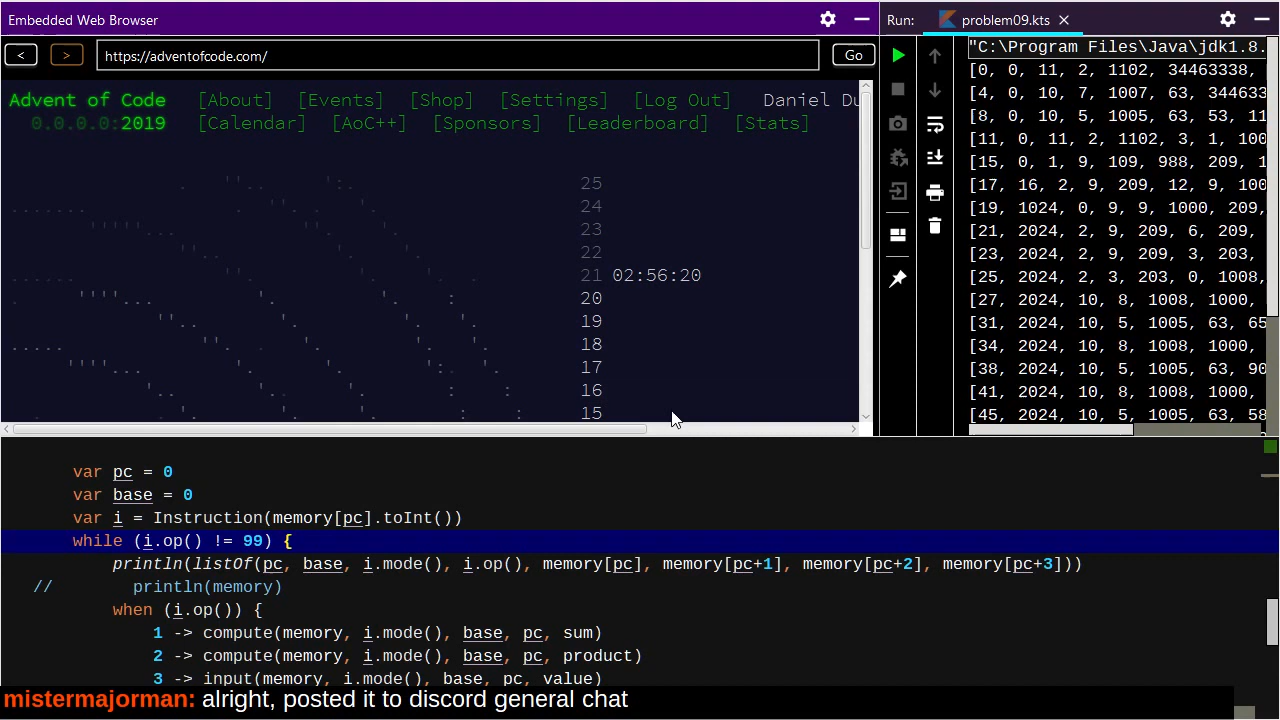 Embedded Web Browser
Run: problem09.kts
https://adventofcode.com/ Go
Advent of Code [About] [Events] [Shop] [Settings] [Log Out] Daniel Du
0.0.0.0:2019 [Calendar] [AoC++] [Sponsors] [Leaderboard] [Stats]
25
24
23
22
21 02:56:20
20
19
18
17
16
15
"C:\Program Files\Java\jdk1.8.
[0, 0, 11, 2, 1102, 34463338,
[4, 0, 10, 7, 1007, 63, 344633
[8, 0, 10, 5, 1005, 63, 53, 11
[11, 0, 11, 2, 1102, 3, 1, 100
[15, 0, 1, 9, 109, 988, 209, 1
[17, 16, 2, 9, 209, 12, 9, 100
[19, 1024, 0, 9, 9, 1000, 209,
[21, 2024, 2, 9, 209, 6, 209,
[23, 2024, 2, 9, 209, 3, 203,
[25, 2024, 2, 3, 203, 0, 1008,
[27, 2024, 10, 8, 1008, 1000,
[31, 2024, 10, 5, 1005, 63, 65
[34, 2024, 10, 8, 1008, 1000,
[38, 2024, 10, 5, 1005, 63, 90
[41, 2024, 10, 8, 1008, 1000,
[45, 2024, 10, 5, 1005, 63, 58
var pc = 0
var base = 0
var i = Instruction(memory[pc].toInt())
while (i.op() != 99) {
println(listOf(pc, base, i.mode(), i.op(), memory[pc], memory[pc+1], memory[pc+2], memory[pc+3]))
// println(memory)
when (i.op()) {
1 -> compute(memory, i.mode(), base, pc, sum)
2 -> compute(memory, i.mode(), base, pc, product)
3 -> input(memory, i.mode(), base, pc, value)
mistermajorman: alright, posted it to discord general chat